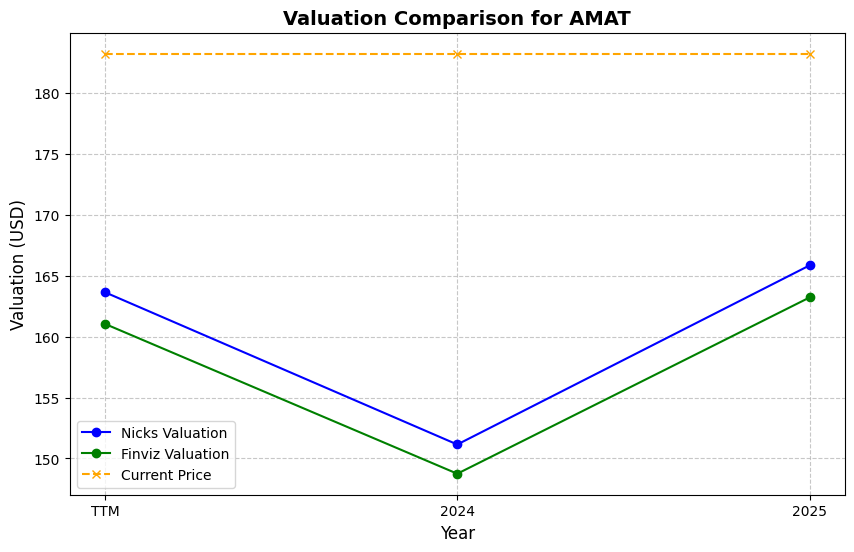 Valuation Comparison for AMAT
Valuation (USD)
180
175
170
165
160
155
150
Nicks Valuation
Finviz Valuation
Current Price
TTM
2024
2025
Year